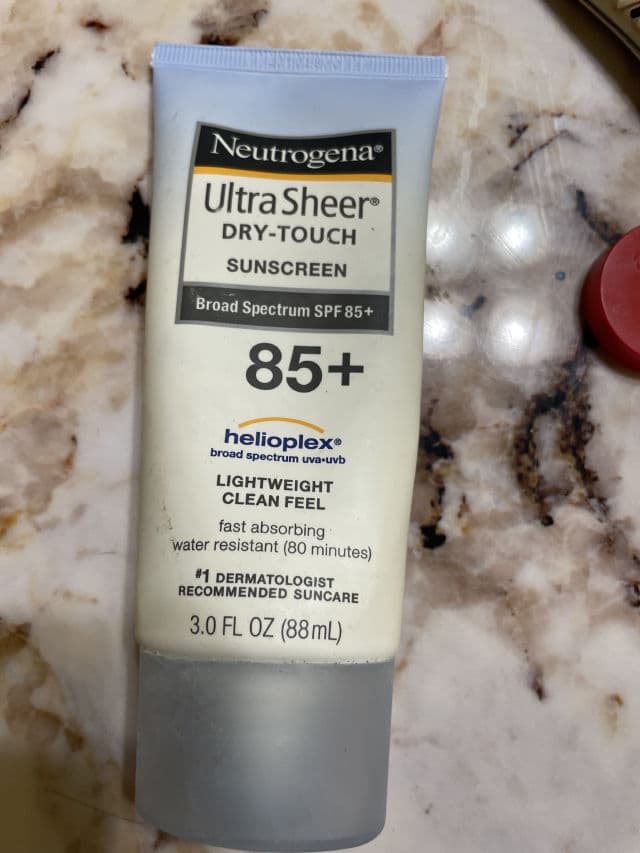 Neutrogena®
Ultra Sheer®
DRY-TOUCH
SUNSCREEN
Broad Spectrum SPF 85+
85+
helioplex®
broad spectrum uva•uvb
LIGHTWEIGHT
CLEAN FEEL
fast absorbing
water resistant (80 minutes)
#1 DERMATOLOGIST
RECOMMENDED SUNCARE
3.0 FL OZ (88mL)